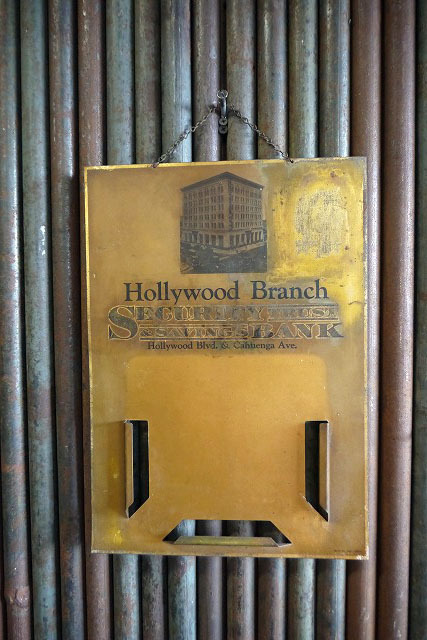 Hollywood Branch
SECURITY TRUST
& SAVINGS BANK
Hollywood Blvd. & Cahuenga Ave.